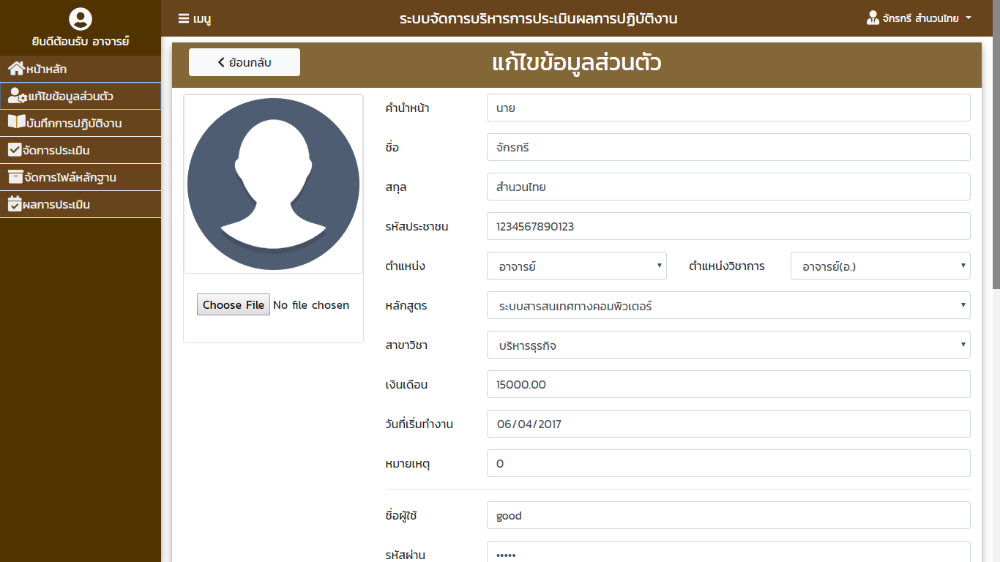 เมนู
ระบบจัดการบริหารการประเมินผลการปฏิบัติงาน
จักรกรี สำนวนไทย
ยินดีต้อนรับ อาจารย์
หน้าหลัก
แก้ไขข้อมูลส่วนตัว
บันทึกการปฏิบัติงาน
จัดการประเมิน
จัดการไฟล์หลักฐาน
ผลการประเมิน
ย้อนกลับ
แก้ไขข้อมูลส่วนตัว
Choose File No file chosen
คำนำหน้า นาย
ชื่อ จักรกรี
สกุล สำนวนไทย
รหัสประชาชน 1234567890123
ตำแหน่ง อาจารย์ ตำแหน่งวิชาการ อาจารย์(อ.)
หลักสูตร ระบบสารสนเทศทางคอมพิวเตอร์
สาขาวิชา บริหารธุรกิจ
เงินเดือน 15000.00
วันที่เริ่มทำงาน 06/04/2017
หมายเหตุ 0
ชื่อผู้ใช้ good
รหัสผ่าน •••••